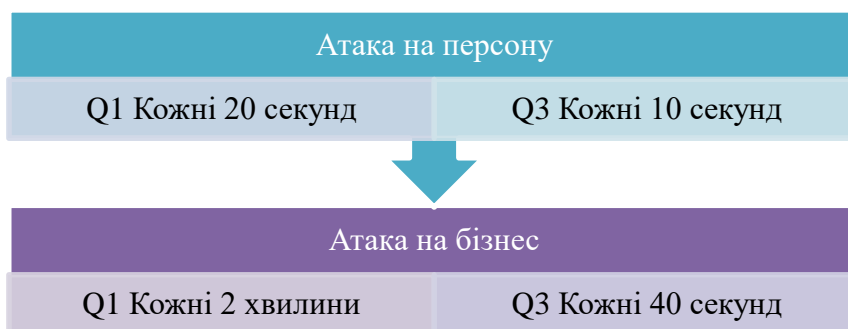 Атака на персону
Q1 Кожні 20 секунд
Q3 Кожні 10 секунд
Атака на бізнес
Q1 Кожні 2 хвилини
Q3 Кожні 40 секунд